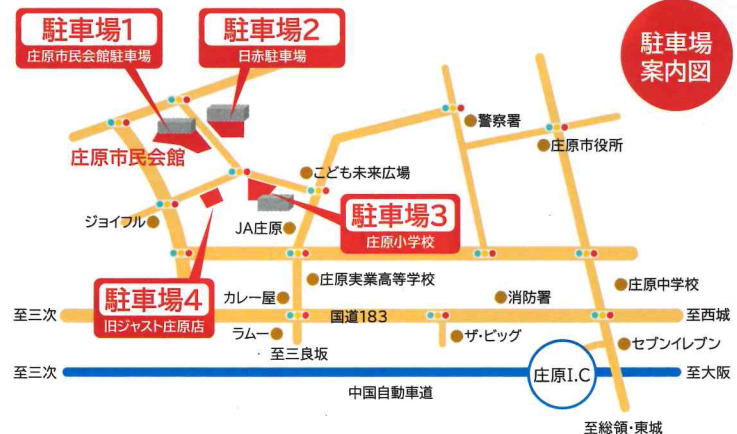 駐車場1
庄原市民会館駐車場
駐車場2
日赤駐車場
駐車場
案内図
警察署
庄原市役所
庄原市民会館
こども未来広場
ジョイフル
JA庄原
駐車場3
庄原小学校
駐車場4
旧ジャスト庄原店
庄原実業高等学校
カレー屋
消防署
庄原中学校
至三次
国道183
至西城
ラムー
至三良坂
ザ・ビッグ
セブンイレブン
至三次
中国自動車道
庄原I.C
至大阪
至総領・東城